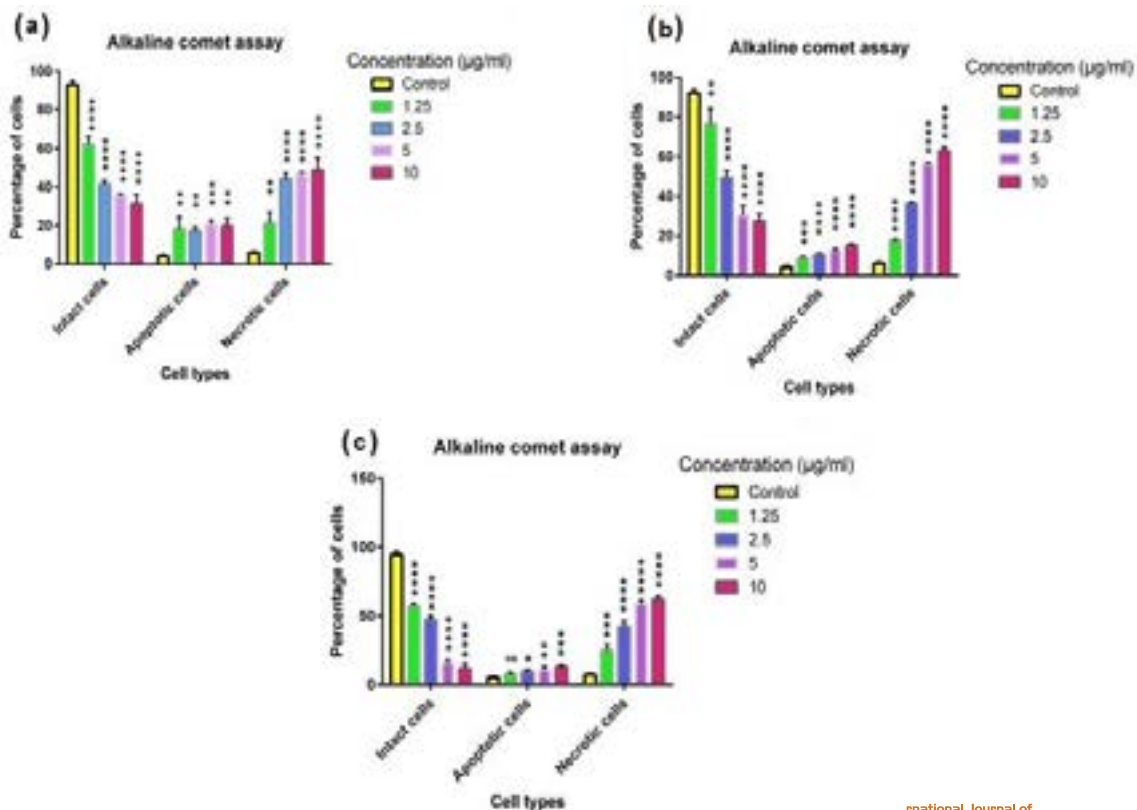 (a)
Alkaline comet assay
Concentration (µg/ml)
Control
1.25
2.5
5
10
Percentage of cells
100
80
60
40
20
0
Intact cells
Apoptotic cells
Necrotic cells
Cell types
(b)
Alkaline comet assay
Concentration (µg/ml)
Control
1.25
2.5
5
10
Percentage of cells
100
80
60
40
20
0
Intact cells
Apoptotic cells
Necrotic cells
Cell types
(c)
Alkaline comet assay
Concentration (µg/ml)
Control
1.25
2.5
5
10
Percentage of cells
150
100
50
0
Intact cells
Apoptotic cells
Necrotic cells
Cell types
Journal of